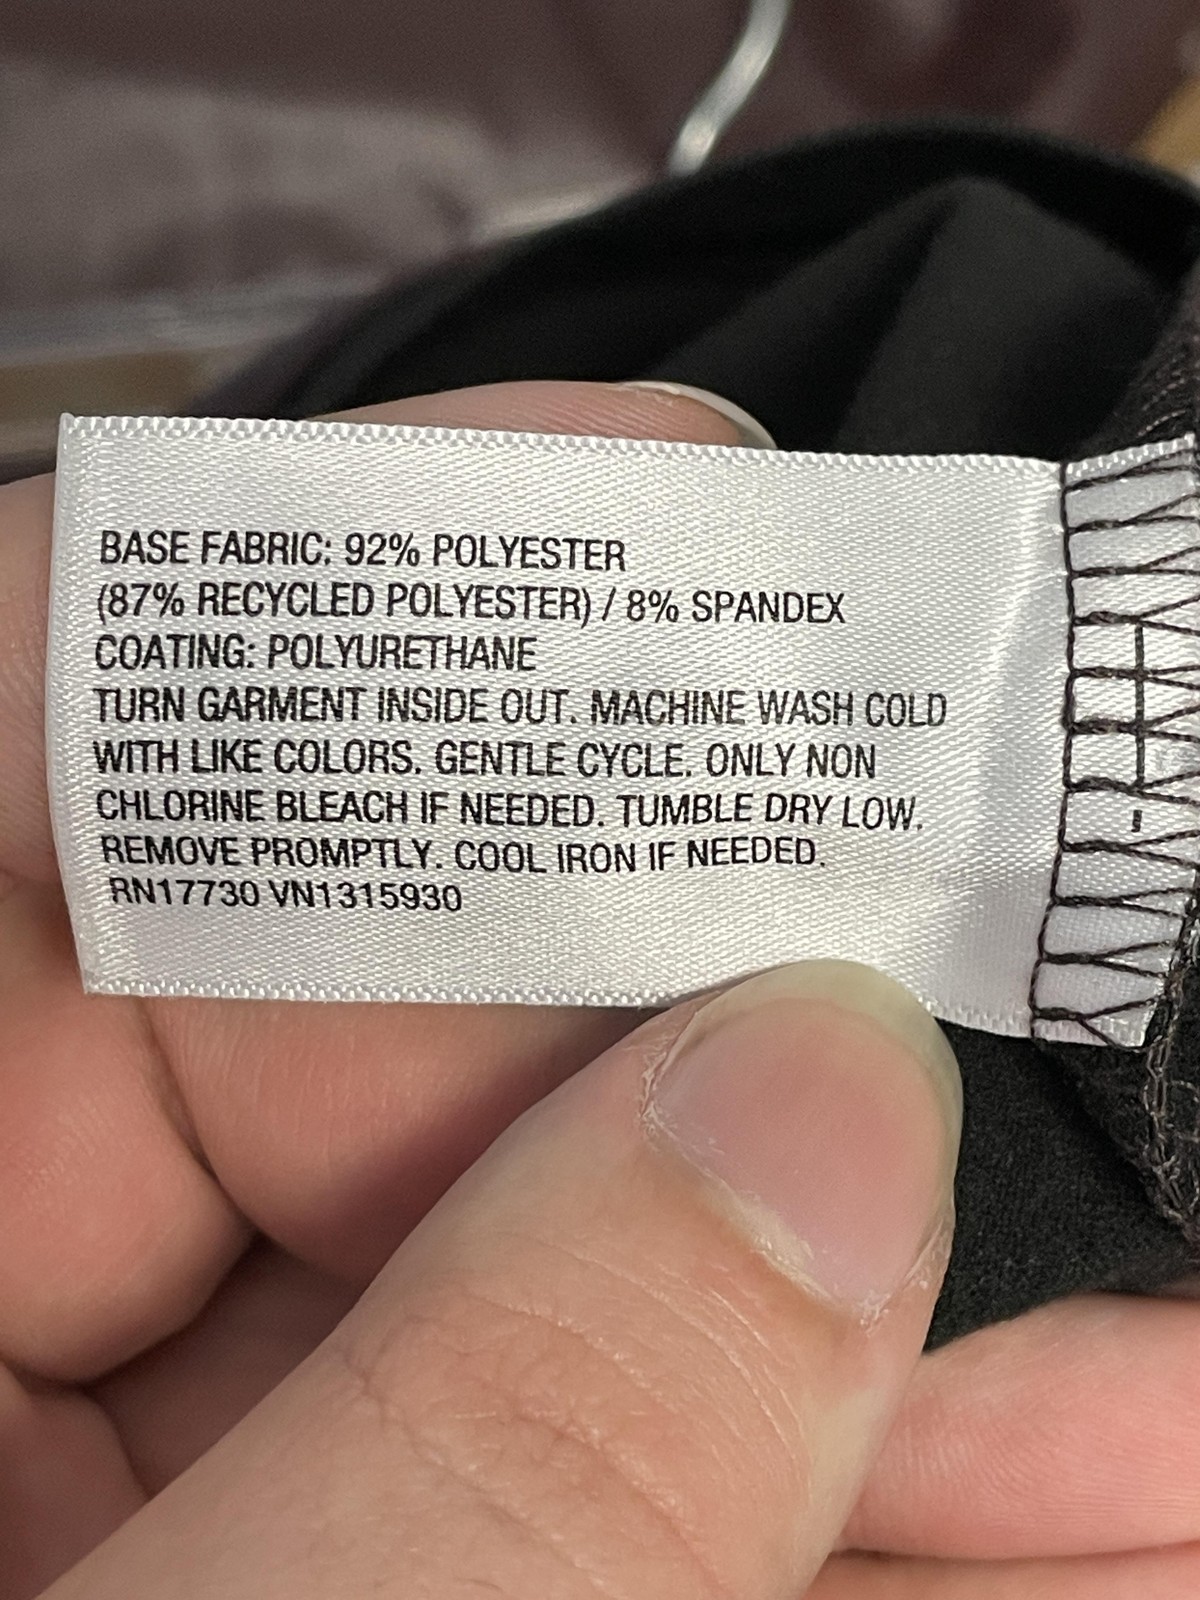 BASE FABRIC: 92% POLYESTER
(87% RECYCLED POLYESTER) / 8% SPANDEX
COATING: POLYURETHANE
TURN GARMENT INSIDE OUT. MACHINE WASH COLD
WITH LIKE COLORS. GENTLE CYCLE. ONLY NON
CHLORINE BLEACH IF NEEDED. TUMBLE DRY LOW.
REMOVE PROMPTLY. COOL IRON IF NEEDED.
RN17730 VN1315930